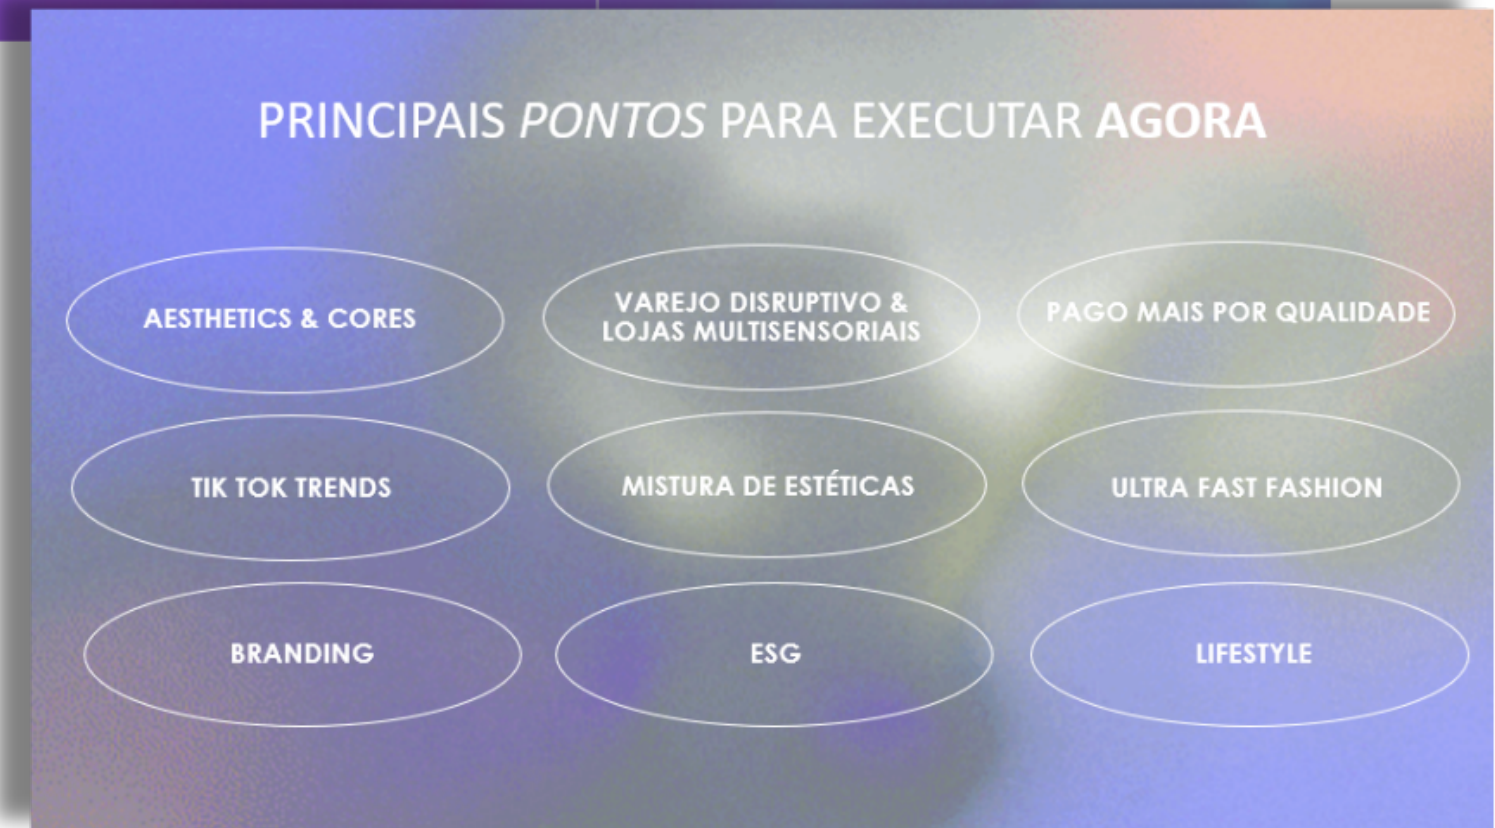 PRINCIPAIS PONTOS PARA EXECUTAR AGORA
AESTHETICS & CORES
VAREJO DISRUPTIVO &
LOJAS MULTISENSORIAIS
PAGO MAIS POR QUALIDADE
TIK TOK TRENDS
MISTURA DE ESTÉTICAS
ULTRA FAST FASHION
BRANDING
ESG
LIFESTYLE